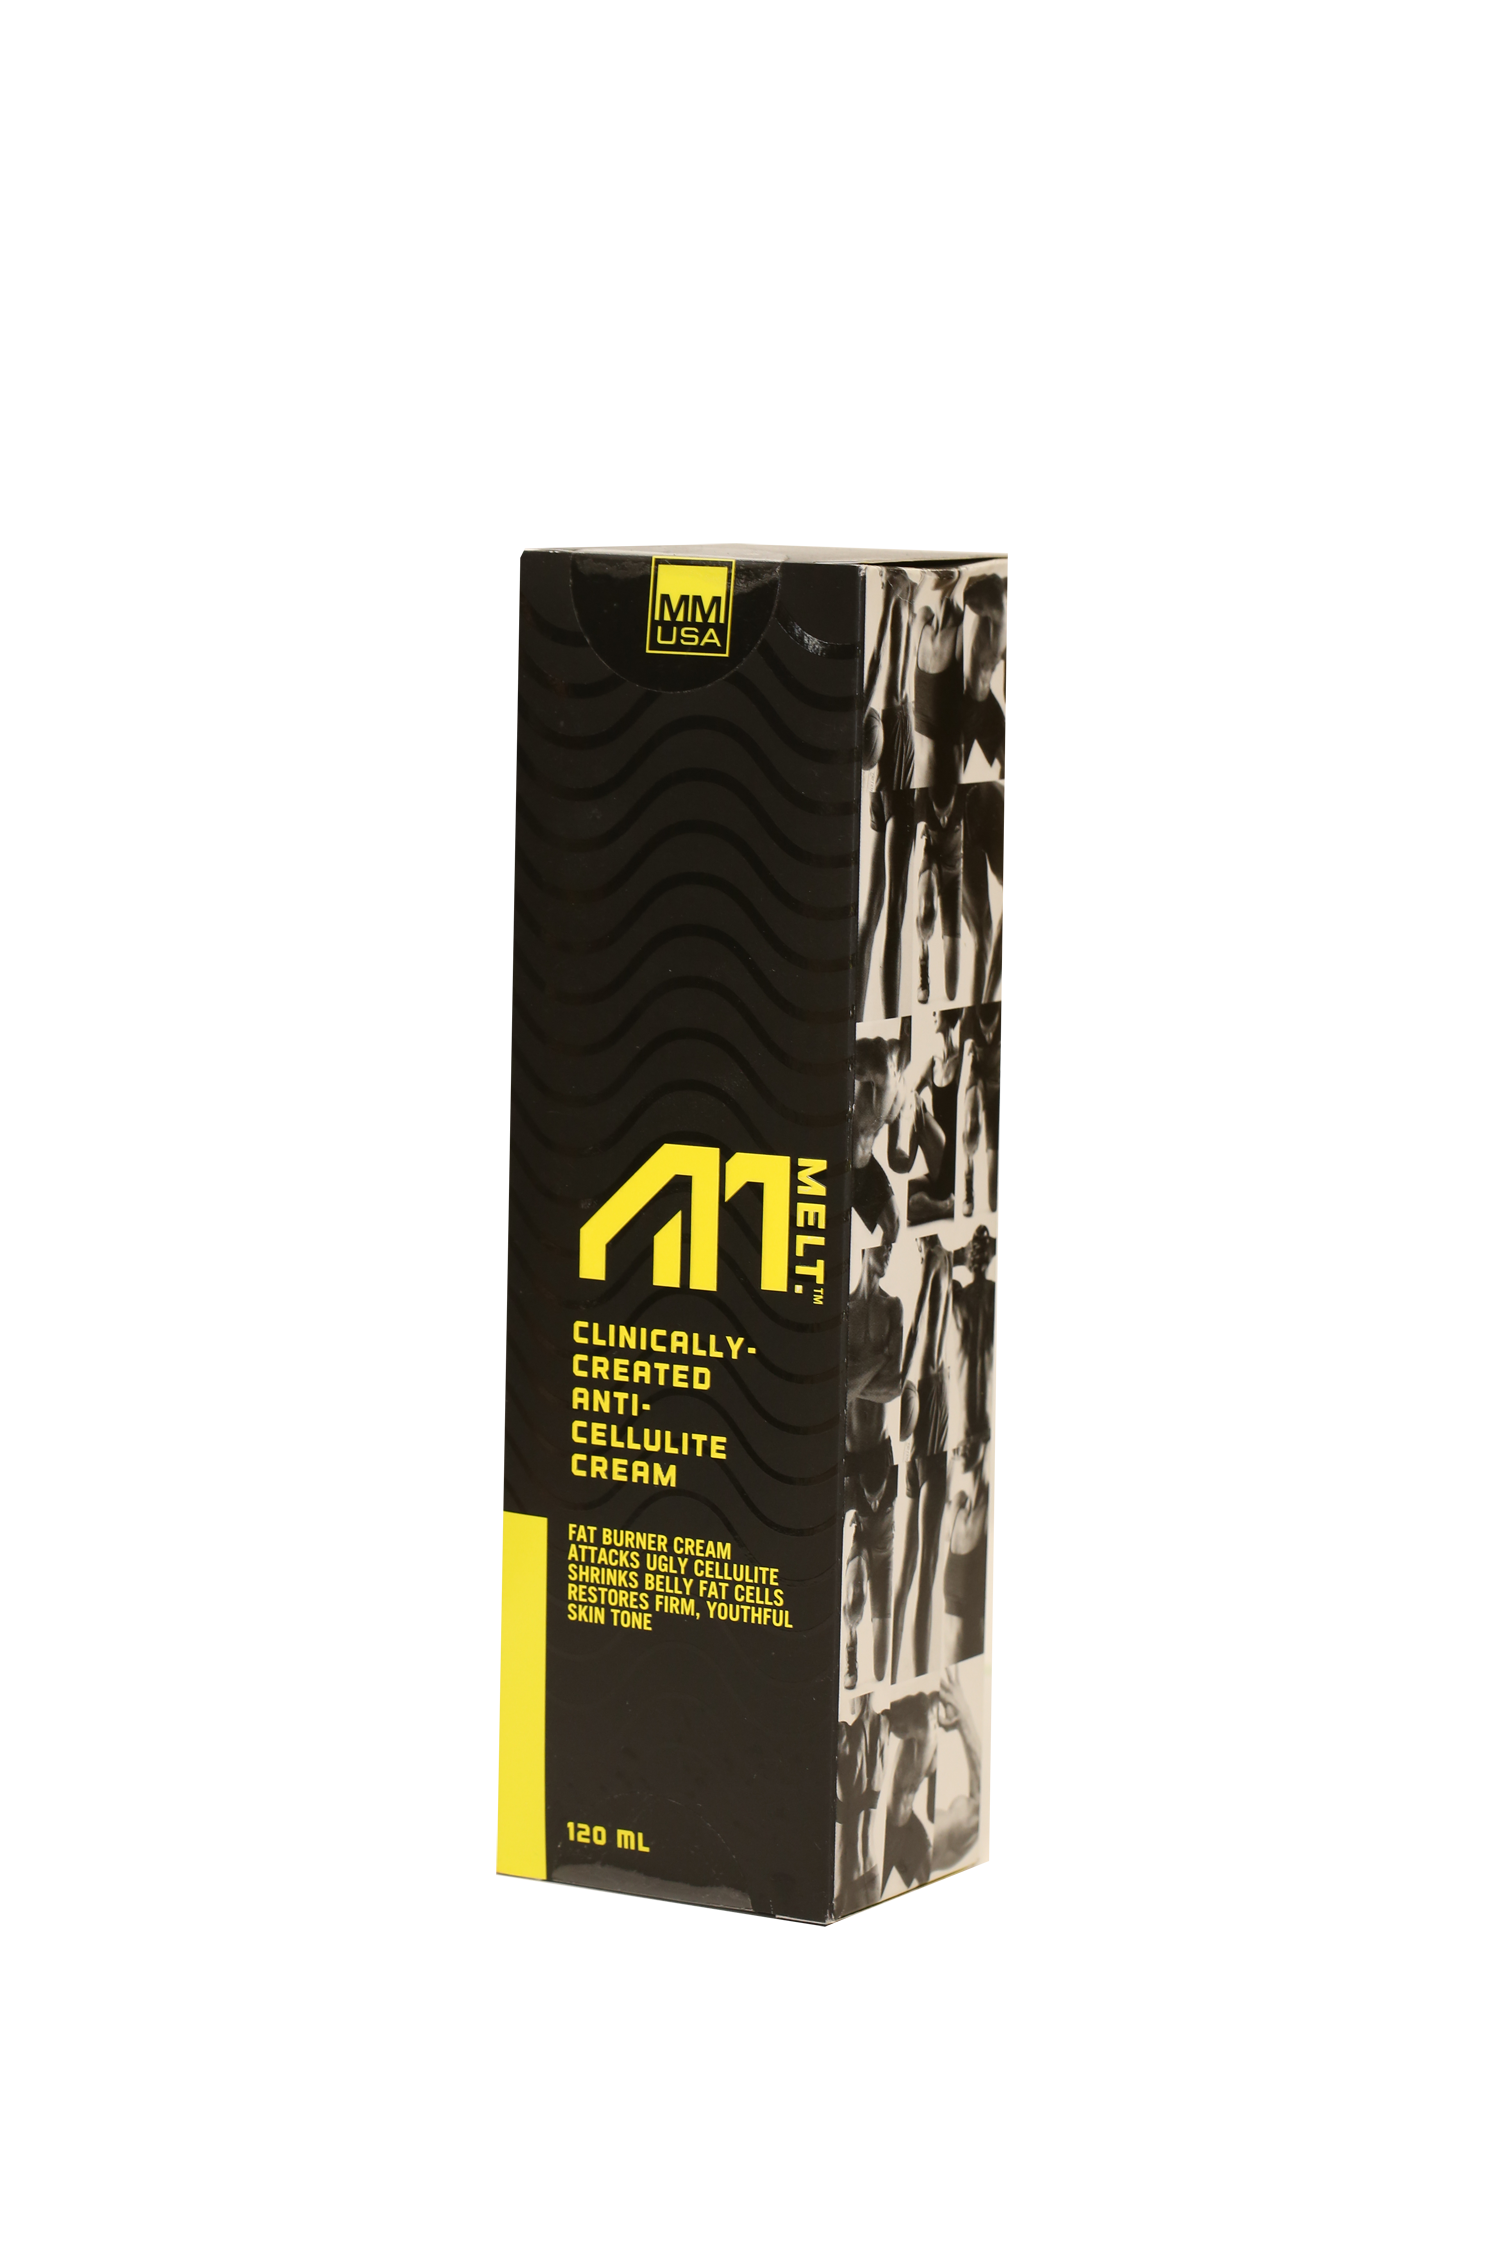 MM
USA
MELT.™
CLINICALLY-
CREATED
ANTI-
CELLULITE
CREAM
FAT BURNER CREAM
ATTACKS UGLY CELLULITE
SHRINKS BELLY FAT CELLS
RESTORES FIRM, YOUTHFUL
SKIN TONE
120 ML